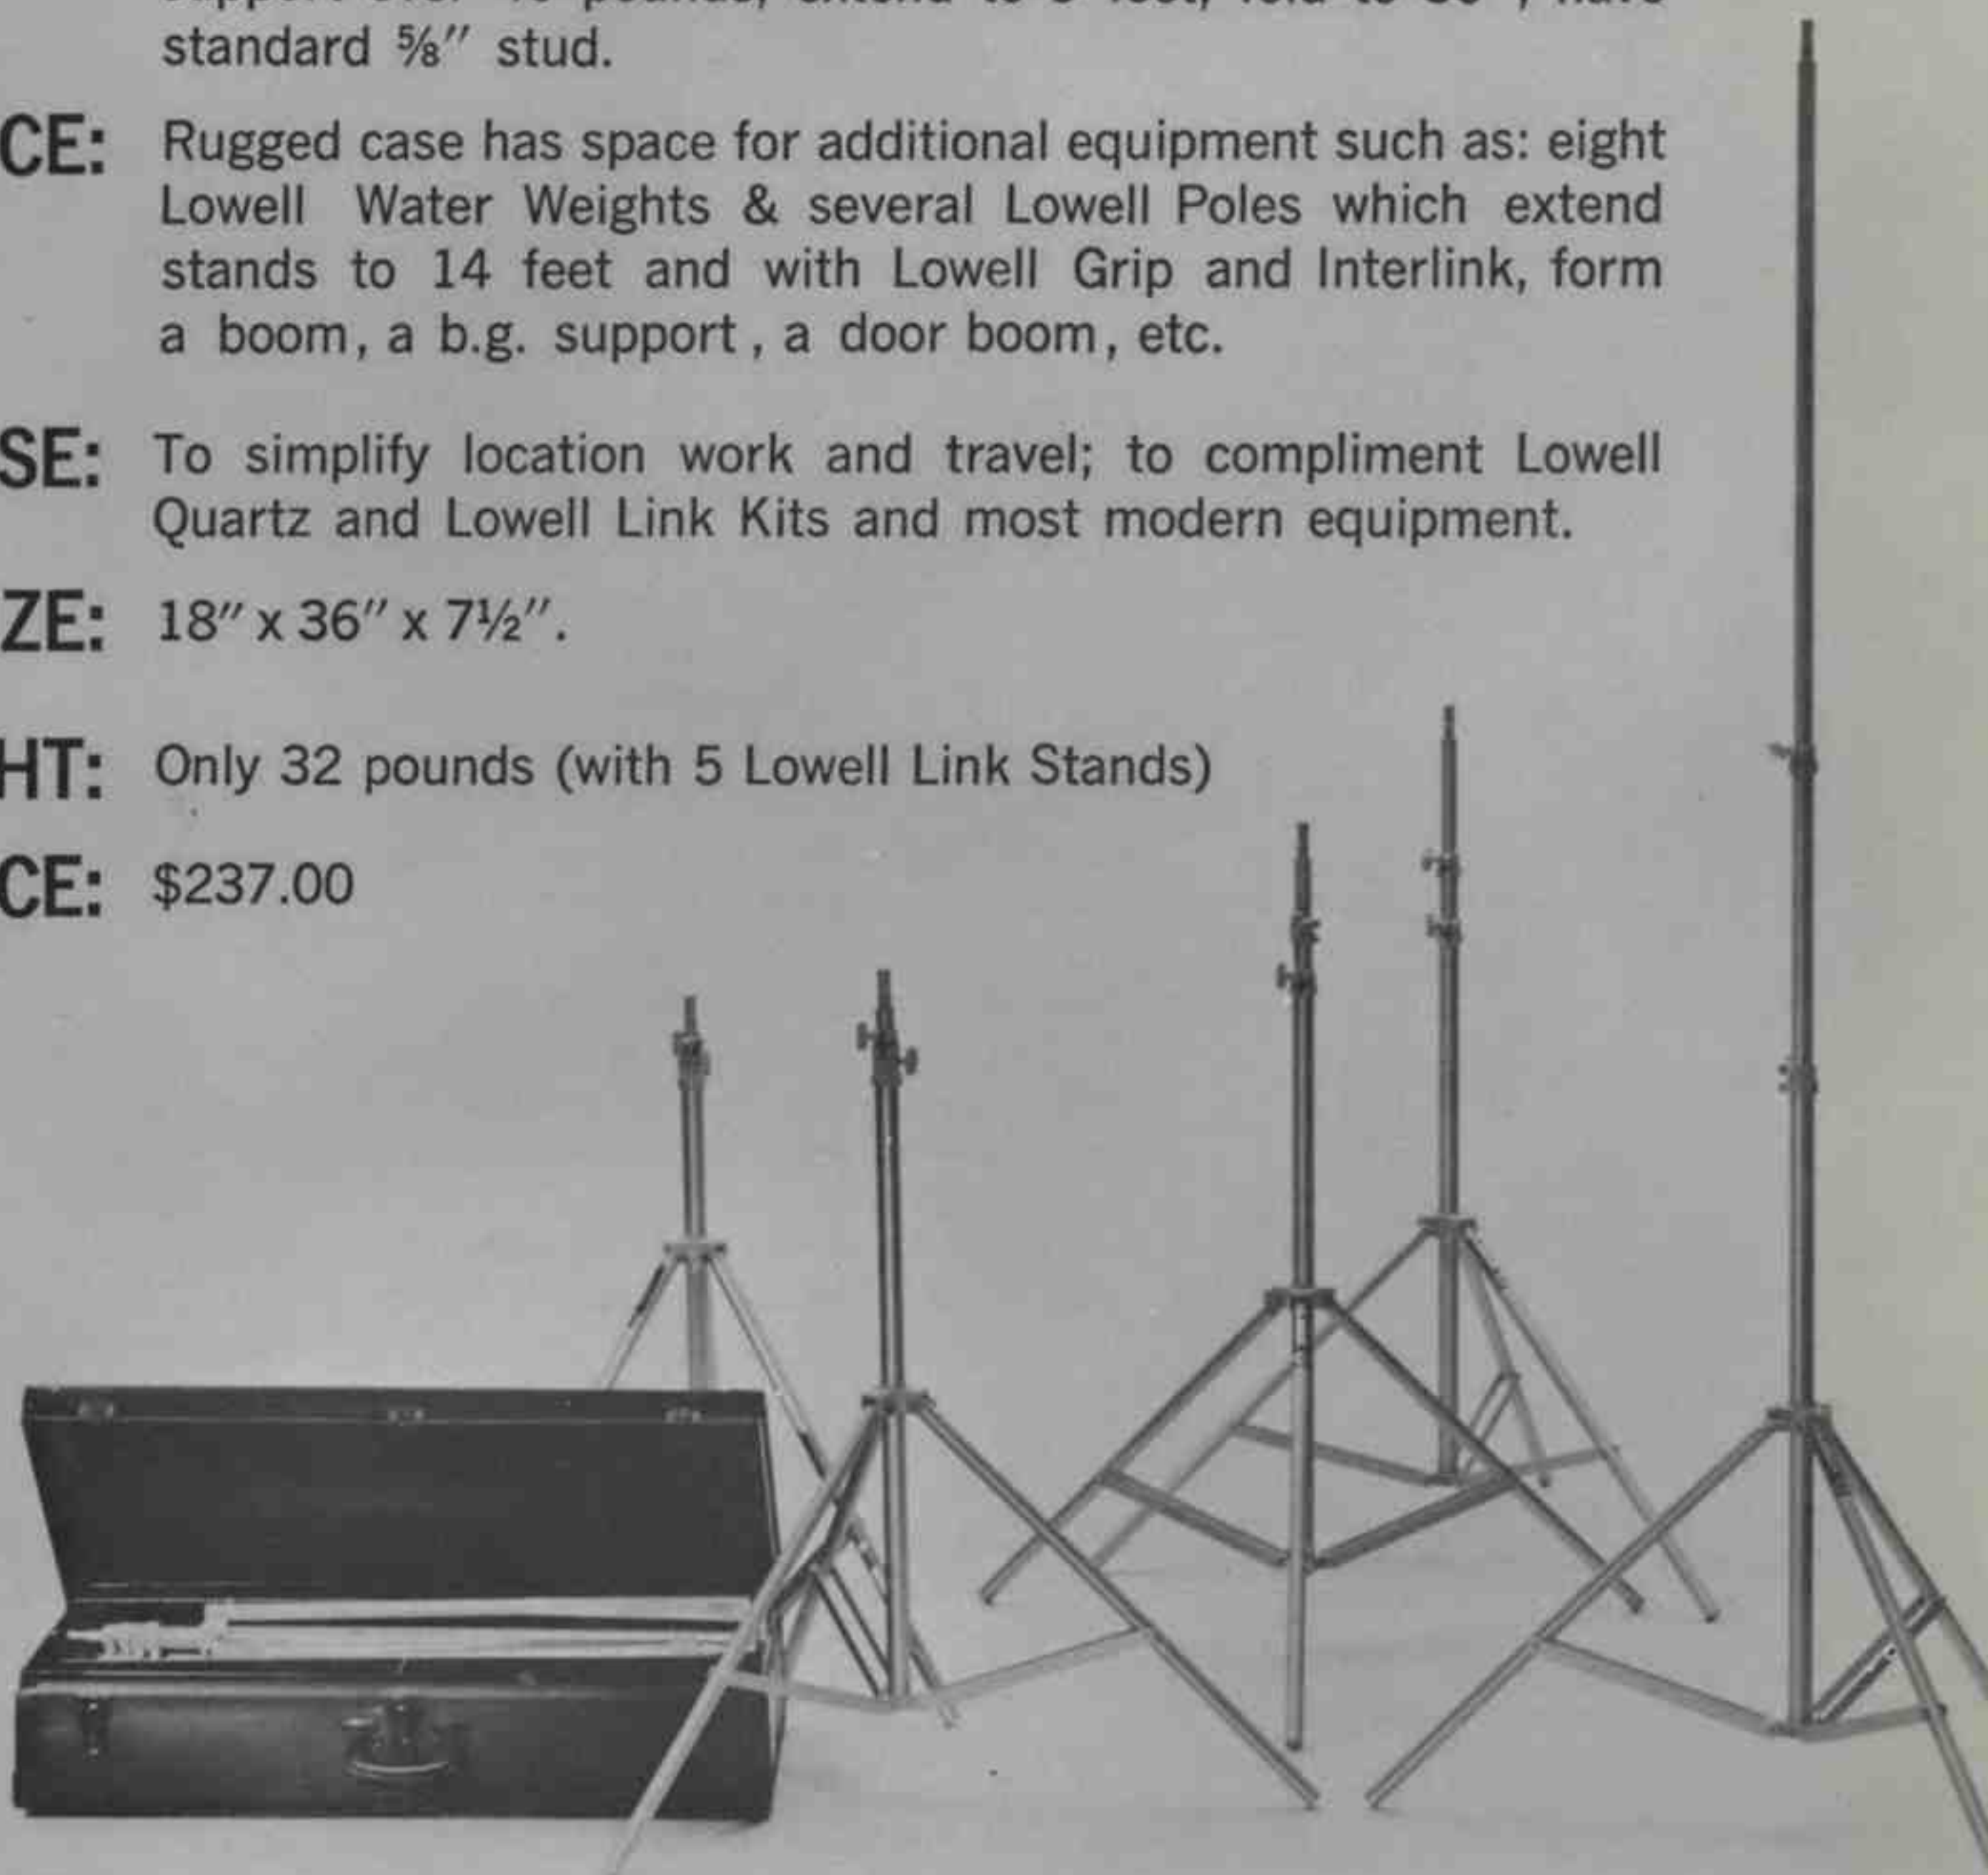 standard ⅝″ stud.
CE: Rugged case has space for additional equipment such as: eight
Lowell Water Weights & several Lowell Poles which extend
stands to 14 feet and with Lowell Grip and Interlink, form
a boom, a b.g. support, a door boom, etc.
SE: To simplify location work and travel; to compliment Lowell
Quartz and Lowell Link Kits and most modern equipment.
ZE: 18″ x 36″ x 7½″.
HT: Only 32 pounds (with 5 Lowell Link Stands)
CE: $237.00